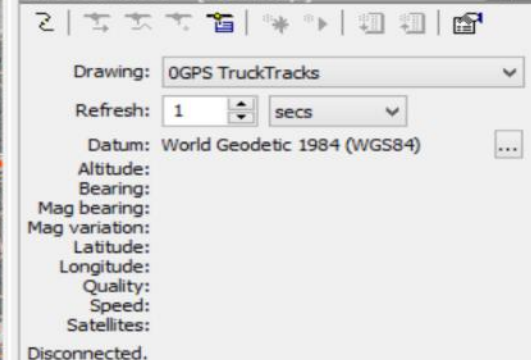 Drawing: 0GPS TruckTracks
Refresh: 1 secs
Datum: World Geodetic 1984 (WGS84) ...
Altitude:
Bearing:
Mag bearing:
Mag variation:
Latitude:
Longitude:
Quality:
Speed:
Satellites:
Disconnected.